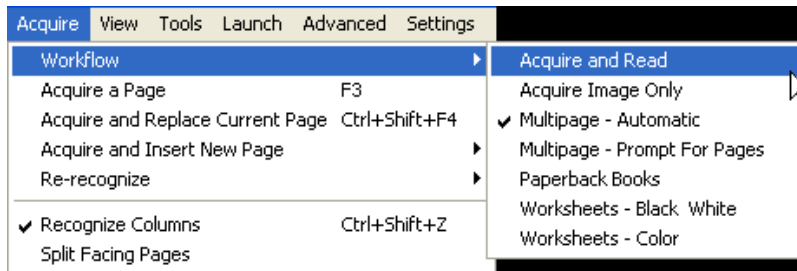 Acquire View Tools Launch Advanced Settings
Workflow
Acquire a Page F3
Acquire and Replace Current Page Ctrl+Shift+F4
Acquire and Insert New Page
Re-recognize
Recognize Columns Ctrl+Shift+Z
Split Facing Pages
Acquire and Read
Acquire Image Only
Multipage - Automatic
Multipage - Prompt For Pages
Paperback Books
Worksheets - Black White
Worksheets - Color